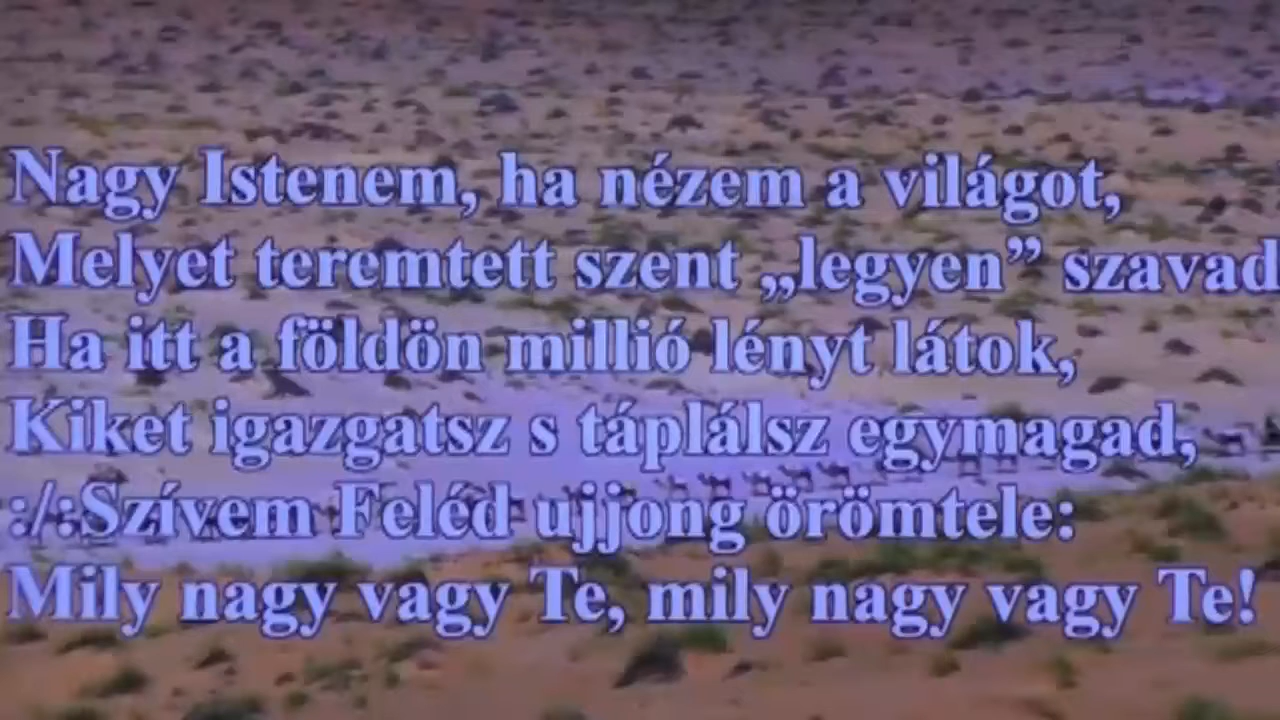 Nagy Istenem, ha nézem a világot,
Melyet teremtett szent „legyen” szavad
Ha itt a földön millió lényt látok,
Kiket igazgatsz s táplálsz egymagad,
:/:Szívem Feléd ujjong örömtele:
Mily nagy vagy Te, mily nagy vagy Te!